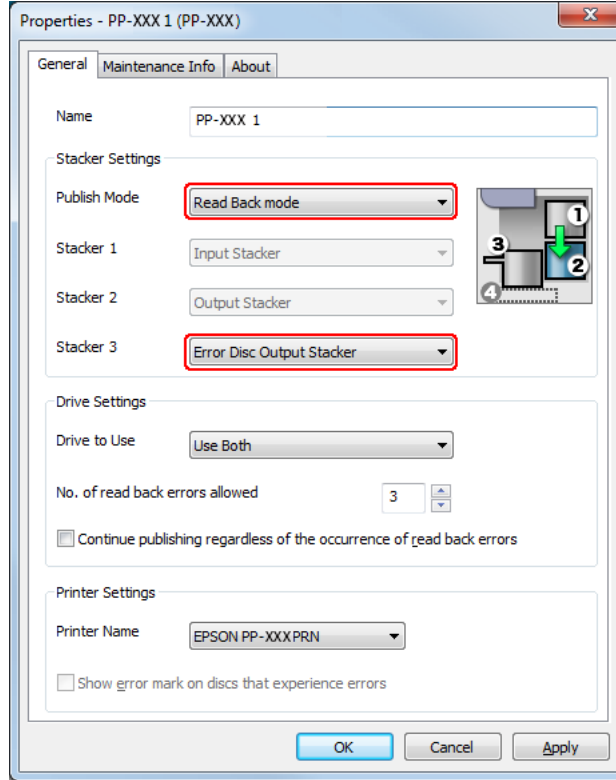 Properties - PP-XXX 1 (PP-XXX)
x
General Maintenance Info About
Name PP-XXX 1
Stacker Settings
Publish Mode Read Back mode
1
Stacker 1 Input Stacker
3
2
Stacker 2 Output Stacker
4
Stacker 3 Error Disc Output Stacker
Drive Settings
Drive to Use Use Both
No. of read back errors allowed 3
Continue publishing regardless of the occurrence of read back errors
Printer Settings
Printer Name EPSON PP-XXXPRN
Show error mark on discs that experience errors
OK Cancel Apply